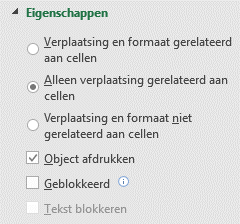 Eigenschappen
Verplaatsing en formaat gerelateerd
aan cellen
Alleen verplaatsing gerelateerd aan
cellen
Verplaatsing en formaat niet
gerelateerd aan cellen
Object afdrukken
Geblokkeerd
Tekst blokkeren